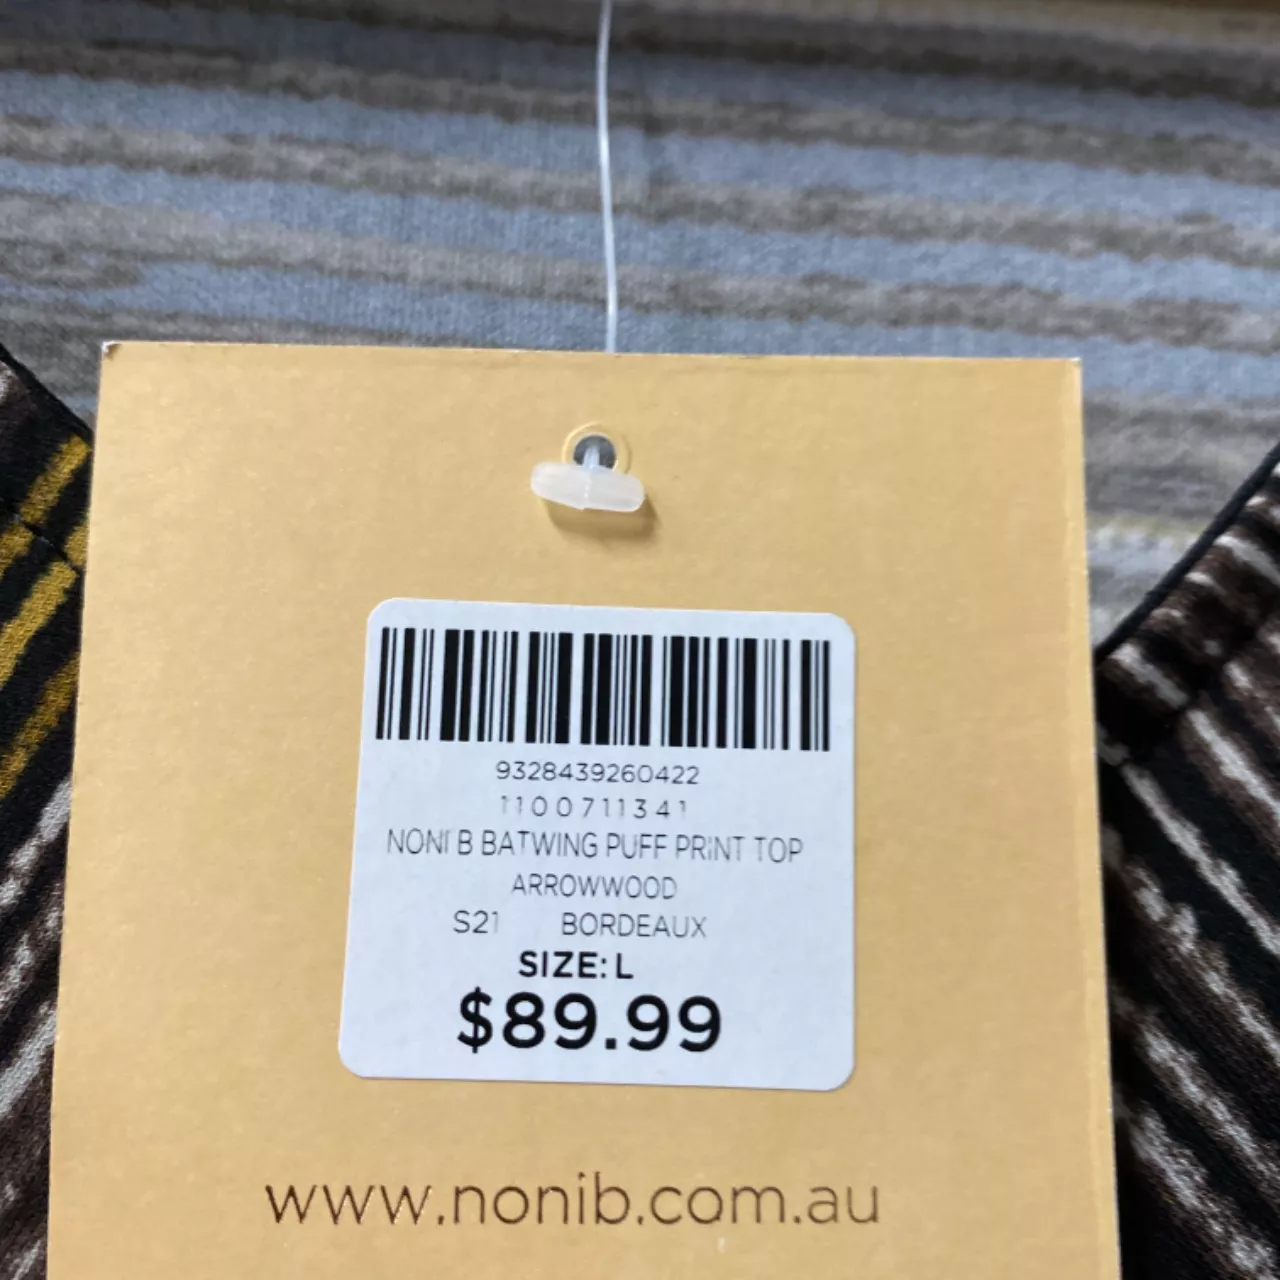 9328439260422
1100711341
NONI B BATWING PUFF PRINT TOP
ARROWWOOD
S21 BORDEAUX
SIZE: L
$89.99
www.nonib.com.au